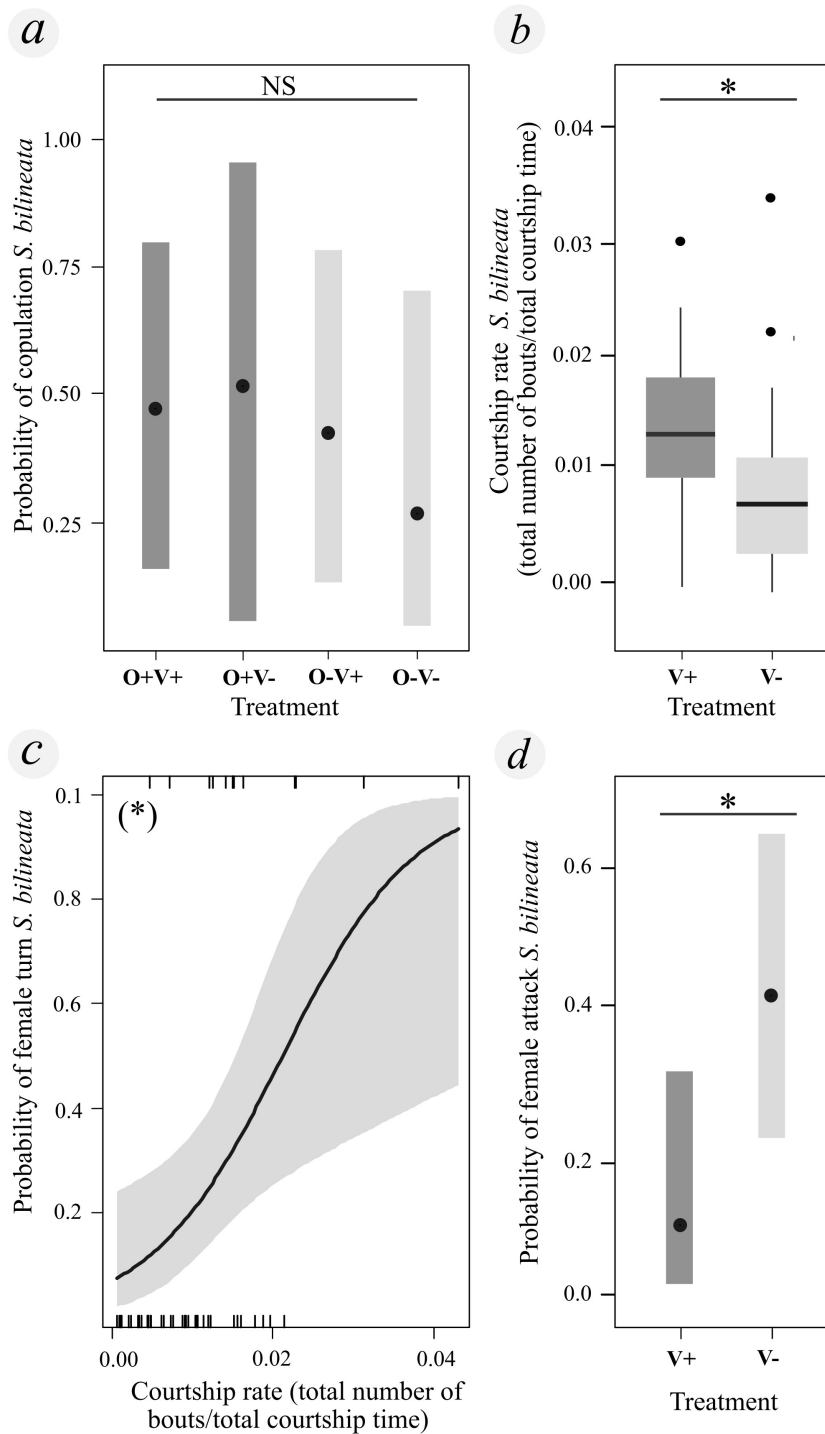 a
NS
Probability of copulation S. bilineata
1.00
0.75
0.50
0.25
O+V+ O+V- O-V+ O-V-
Treatment
b
*
Courtship rate S. bilineata
(total number of bouts/total courtship time)
0.04
0.03
0.02
0.01
0.00
V+ V-
Treatment
c
(*)
Probability of female turn S. bilineata
0.1
0.8
0.6
0.4
0.2
0.00 0.02 0.04
Courtship rate (total number of
bouts/total courtship time)
d
*
Probability of female attack S. bilineata
0.6
0.4
0.2
0.0
V+ V-
Treatment